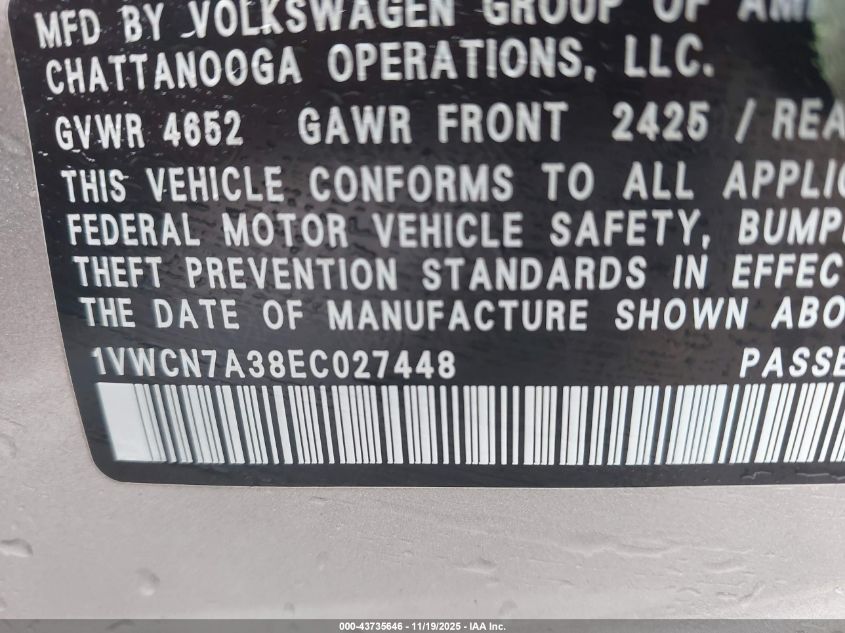 MFD BY VOLKSWAGEN GROUP OF
CHATTANOOGA OPERATIONS, LLC.
GVWR 4652 GAWR FRONT 2425 /
THIS VEHICLE CONFORMS TO ALL
FEDERAL MOTOR VEHICLE SAFETY,
THEFT PREVENTION STANDARDS IN
THE DATE OF MANUFACTURE SHOWN
1VWCN7A38EC027448
000-43735646 - 11/19/2025 - IAA Inc.